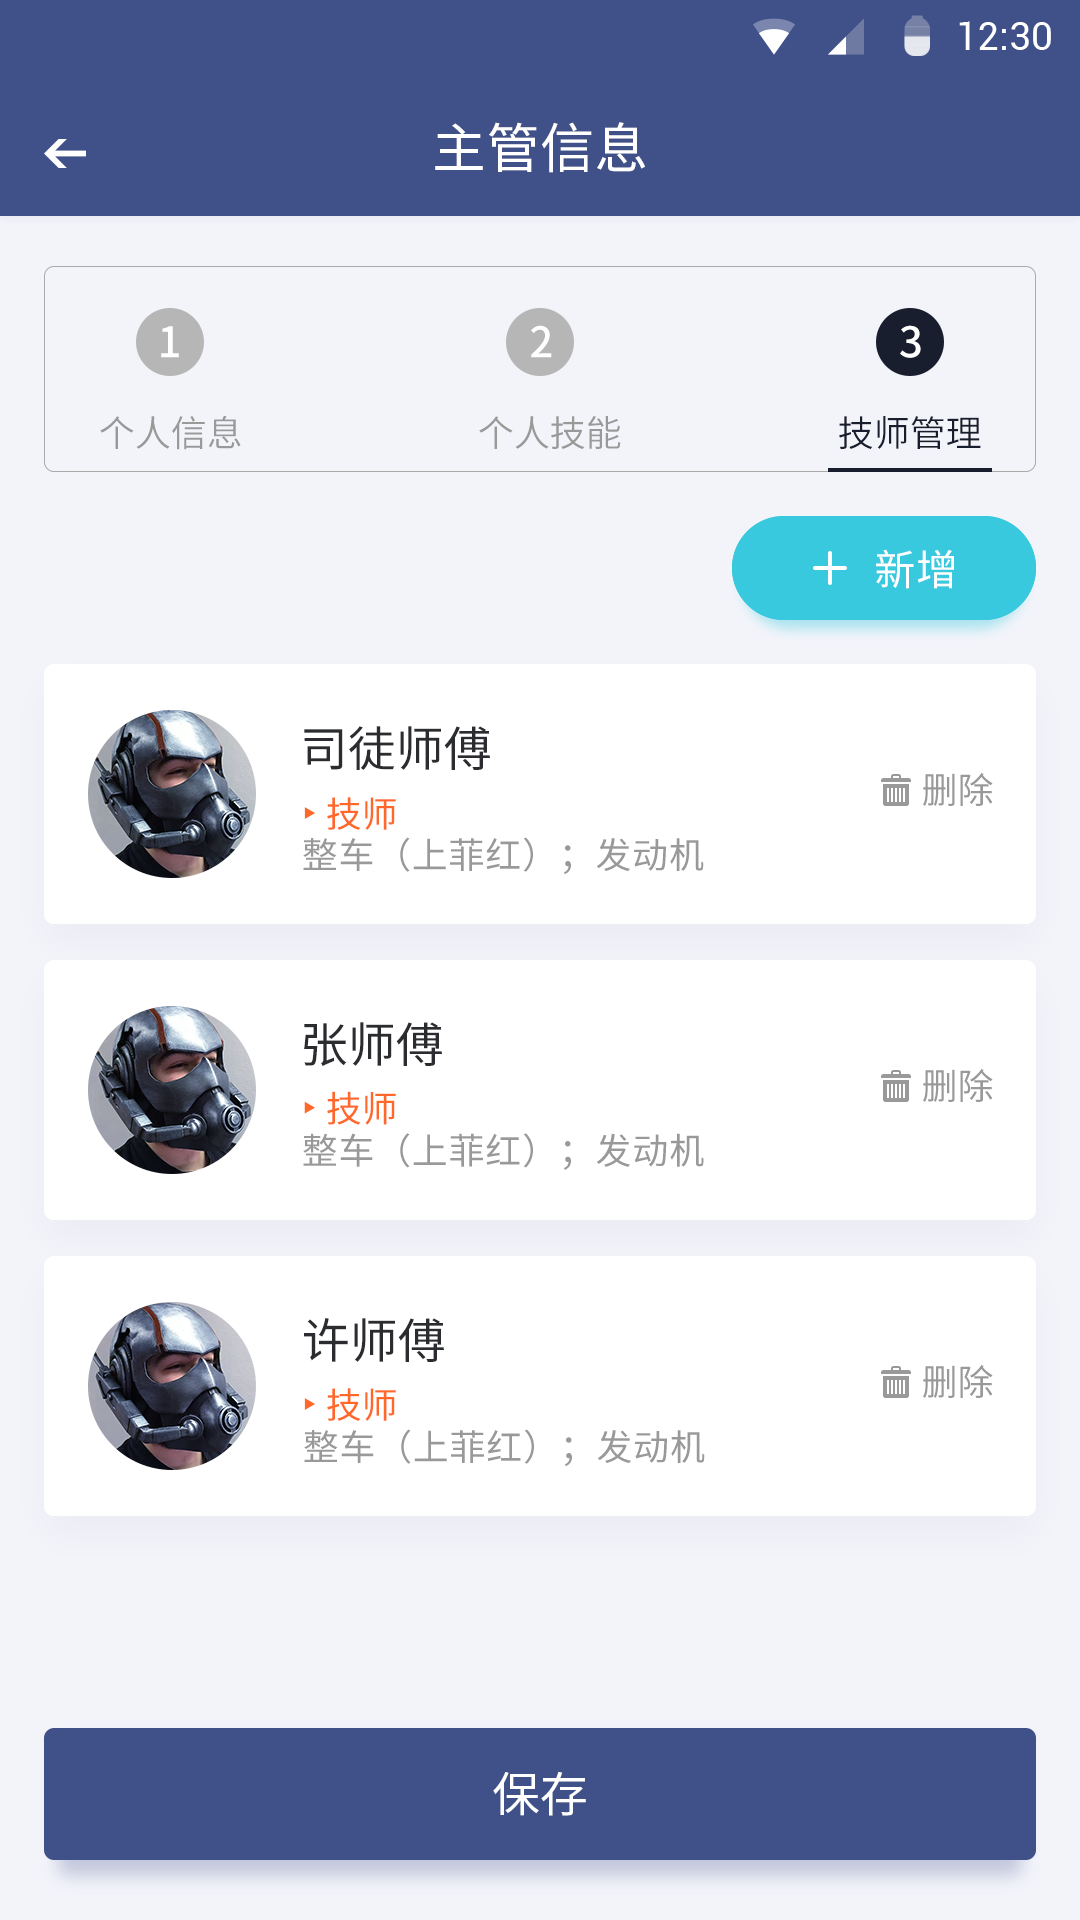 12:30
主管信息
1 2 3
个人信息 个人技能 技师管理
新增
司徒师傅
技师
整车（上菲红）；发动机
删除
张师傅
技师
整车（上菲红）；发动机
删除
许师傅
技师
整车（上菲红）；发动机
删除
保存